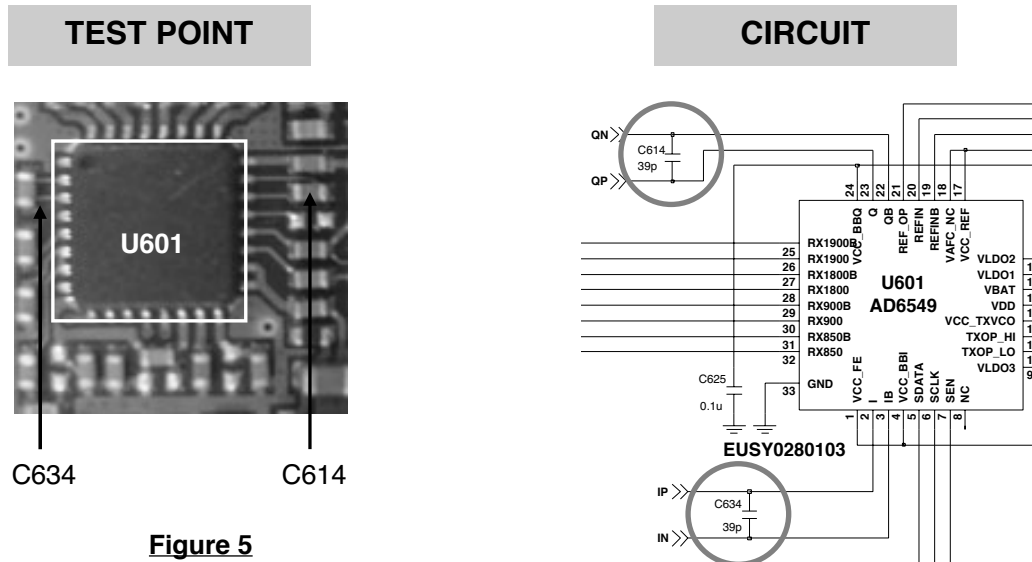 TEST POINT
CIRCUIT
U601
C634
C614
Figure 5
QN
C614
39p
QP
24
23
22
21
20
19
18
17
VCC_BBQ
Q
QB
REF_OP
REFIN
REFINB
VAFC_NC
VCC_REF
RX1900B
25
RX1900
26
RX1800B
27
RX1800
28
RX900B
29
RX900
30
RX850B
31
RX850
32
GND
33
U601
AD6549
VLDO2
VLDO1
VBAT
VDD
VCC_TXVCO
TXOP_HI
TXOP_LO
VLDO3
9
VCC_FE
I
IB
VCC_BBI
SDATA
SCLK
SEN
NC
1
2
3
4
5
6
7
8
C625
0.1u
EUSY0280103
IP
C634
39p
IN